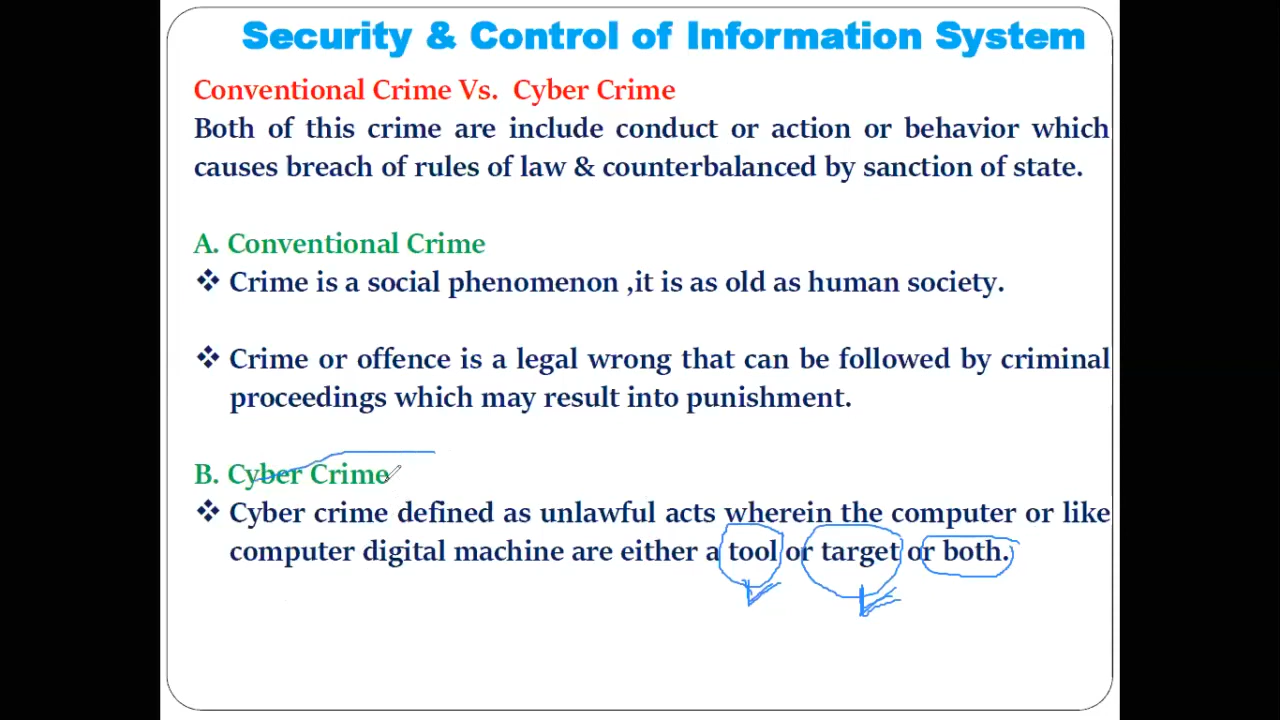 Security & Control of Information System
Conventional Crime Vs. Cyber Crime
Both of this crime are include conduct or action or behavior which
causes breach of rules of law & counterbalanced by sanction of state.
A. Conventional Crime
❖ Crime is a social phenomenon ,it is as old as human society.
❖ Crime or offence is a legal wrong that can be followed by criminal
proceedings which may result into punishment.
B. Cyber Crime
❖ Cyber crime defined as unlawful acts wherein the computer or like
computer digital machine are either a tool or target or both.